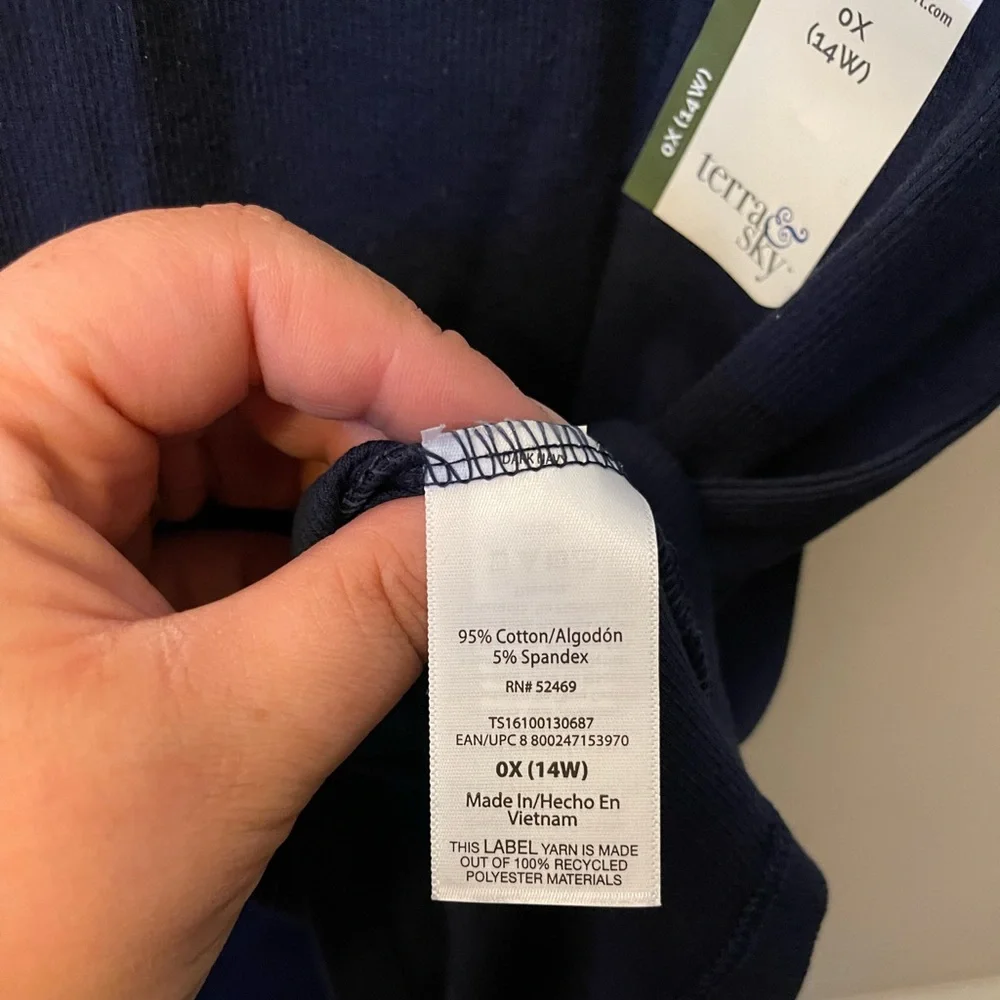 .com
0X
(14W)
0X (14W)
terra &
sky
DARK NAVY
95% Cotton/Algodón
5% Spandex
RN# 52469
TS16100130687
EAN/UPC 8 800247153970
0X (14W)
Made In/Hecho En
Vietnam
THIS LABEL YARN IS MADE
OUT OF 100% RECYCLED
POLYESTER MATERIALS